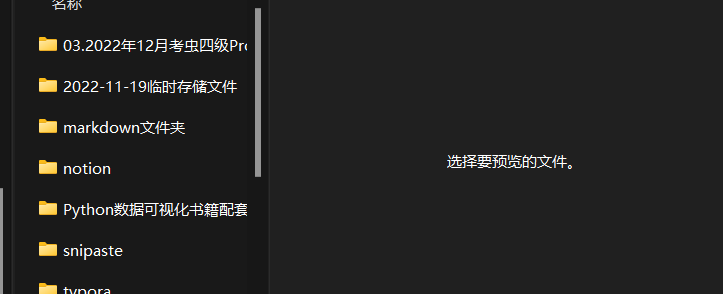 名称
03.2022年12月考虫四级Pro
2022-11-19临时存储文件
markdown文件夹
notion
Python数据可视化书籍配套
snipaste
typora
选择要预览的文件。